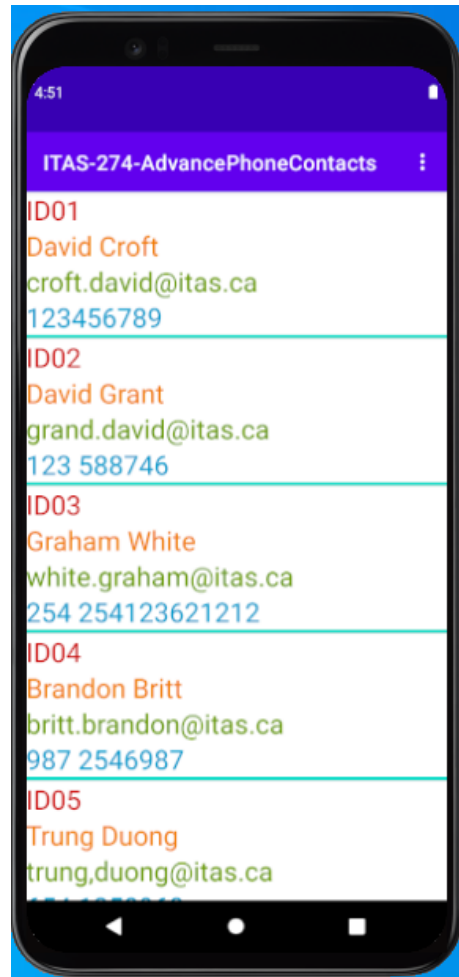 4:51
ITAS-274-AdvancePhoneContacts
ID01
David Croft
croft.david@itas.ca
123456789
ID02
David Grant
grand.david@itas.ca
123 588746
ID03
Graham White
white.graham@itas.ca
254 254123621212
ID04
Brandon Britt
britt.brandon@itas.ca
987 2546987
ID05
Trung Duong
trung,duong@itas.ca